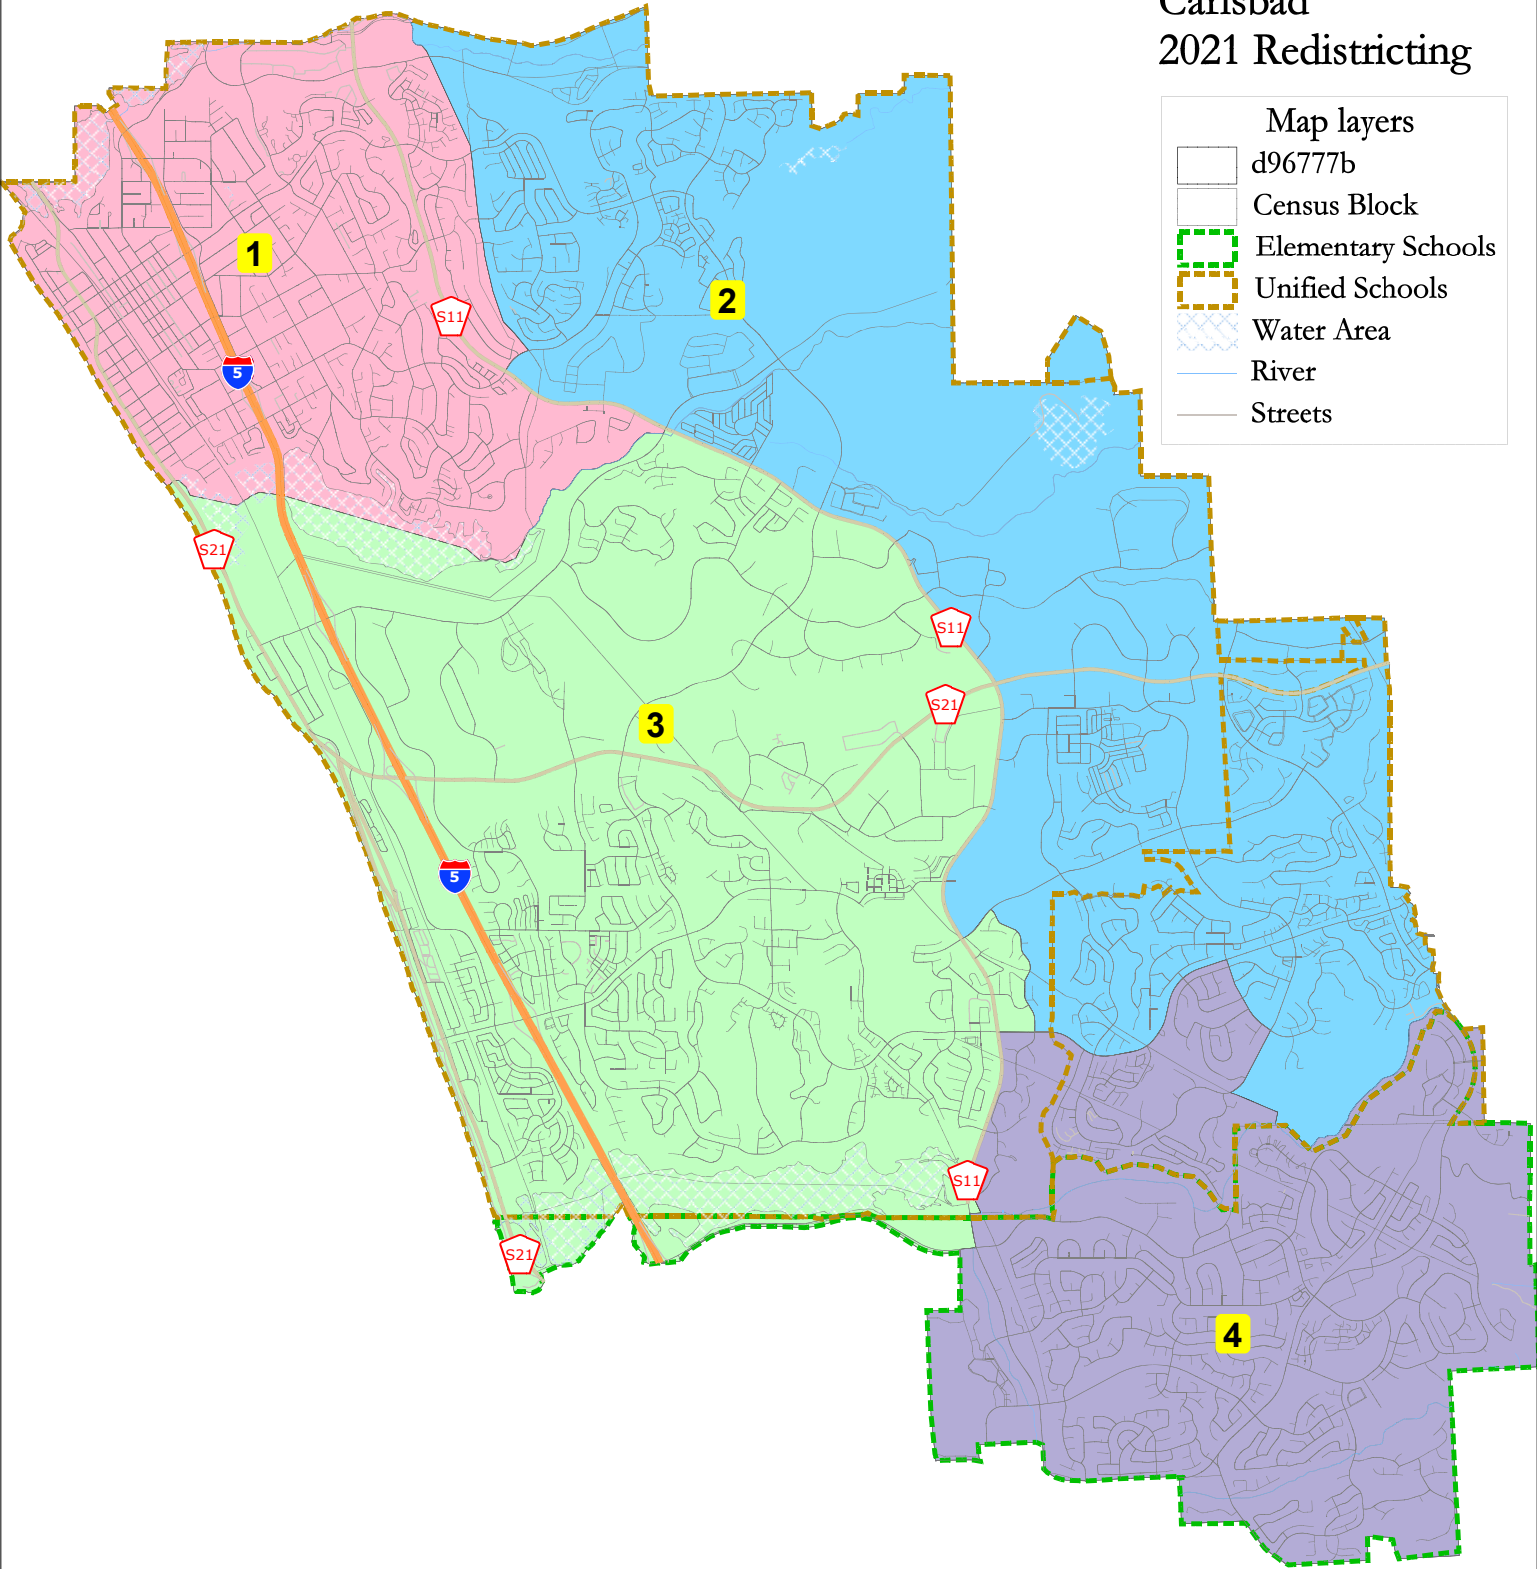 Carlsbad
2021 Redistricting
Map layers
d96777b
Census Block
Elementary Schools
Unified Schools
Water Area
River
Streets
1
2
S11
5
S21
S11
S21
3
5
S11
S21
4